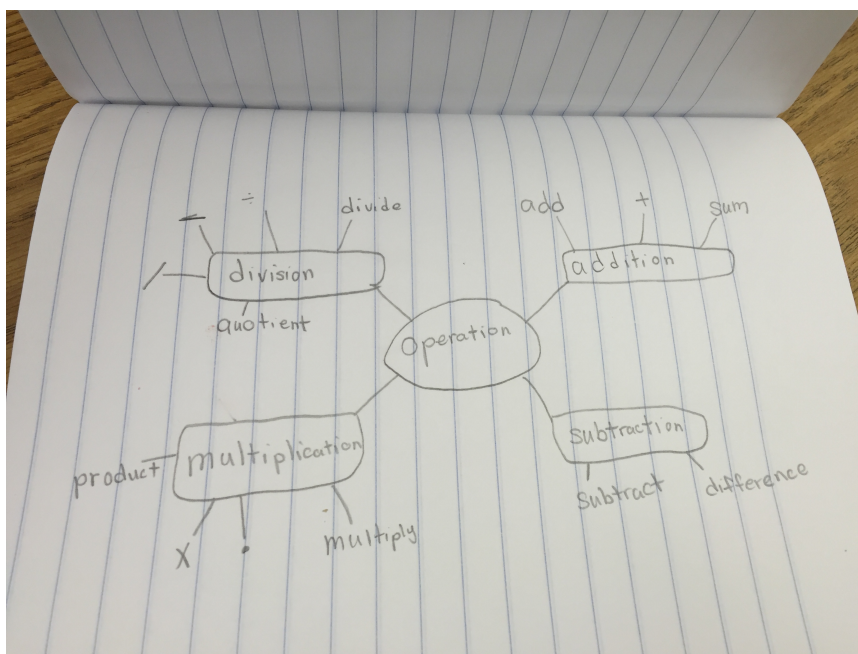 ÷ divide
—
/ division
quotient
add + sum
addition
Operation
product multiplication
X • multiply
subtraction
Subtract difference